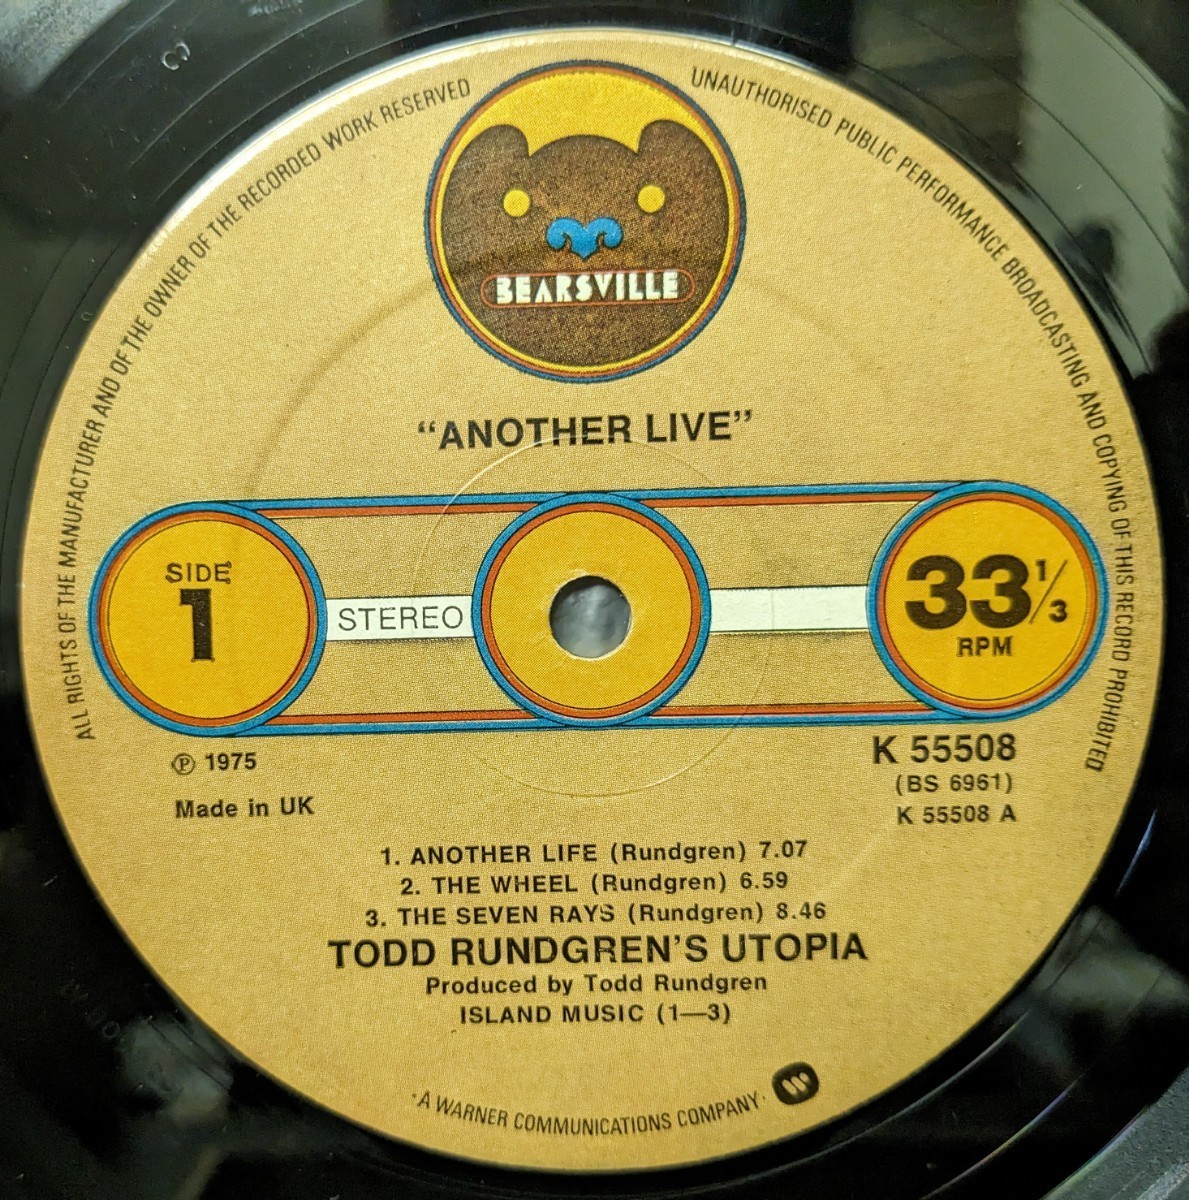 ALL RIGHTS OF THE MANUFACTURER AND OF THE OWNER OF THE RECORDED WORK RESERVED
UNAUTHORISED PUBLIC PERFORMANCE BROADCASTING AND COPYING OF THIS RECORD PROHIBITED
BEARSVILLE
“ANOTHER LIVE”
SIDE
1
STEREO
33 1/3
RPM
℗ 1975
Made in UK
K 55508
(BS 6961)
K 55508 A
1. ANOTHER LIFE (Rundgren) 7.07
2. THE WHEEL (Rundgren) 6.59
3. THE SEVEN RAYS (Rundgren) 8.46
TODD RUNDGREN’S UTOPIA
Produced by Todd Rundgren
ISLAND MUSIC (1—3)
· A WARNER COMMUNICATIONS COMPANY ·